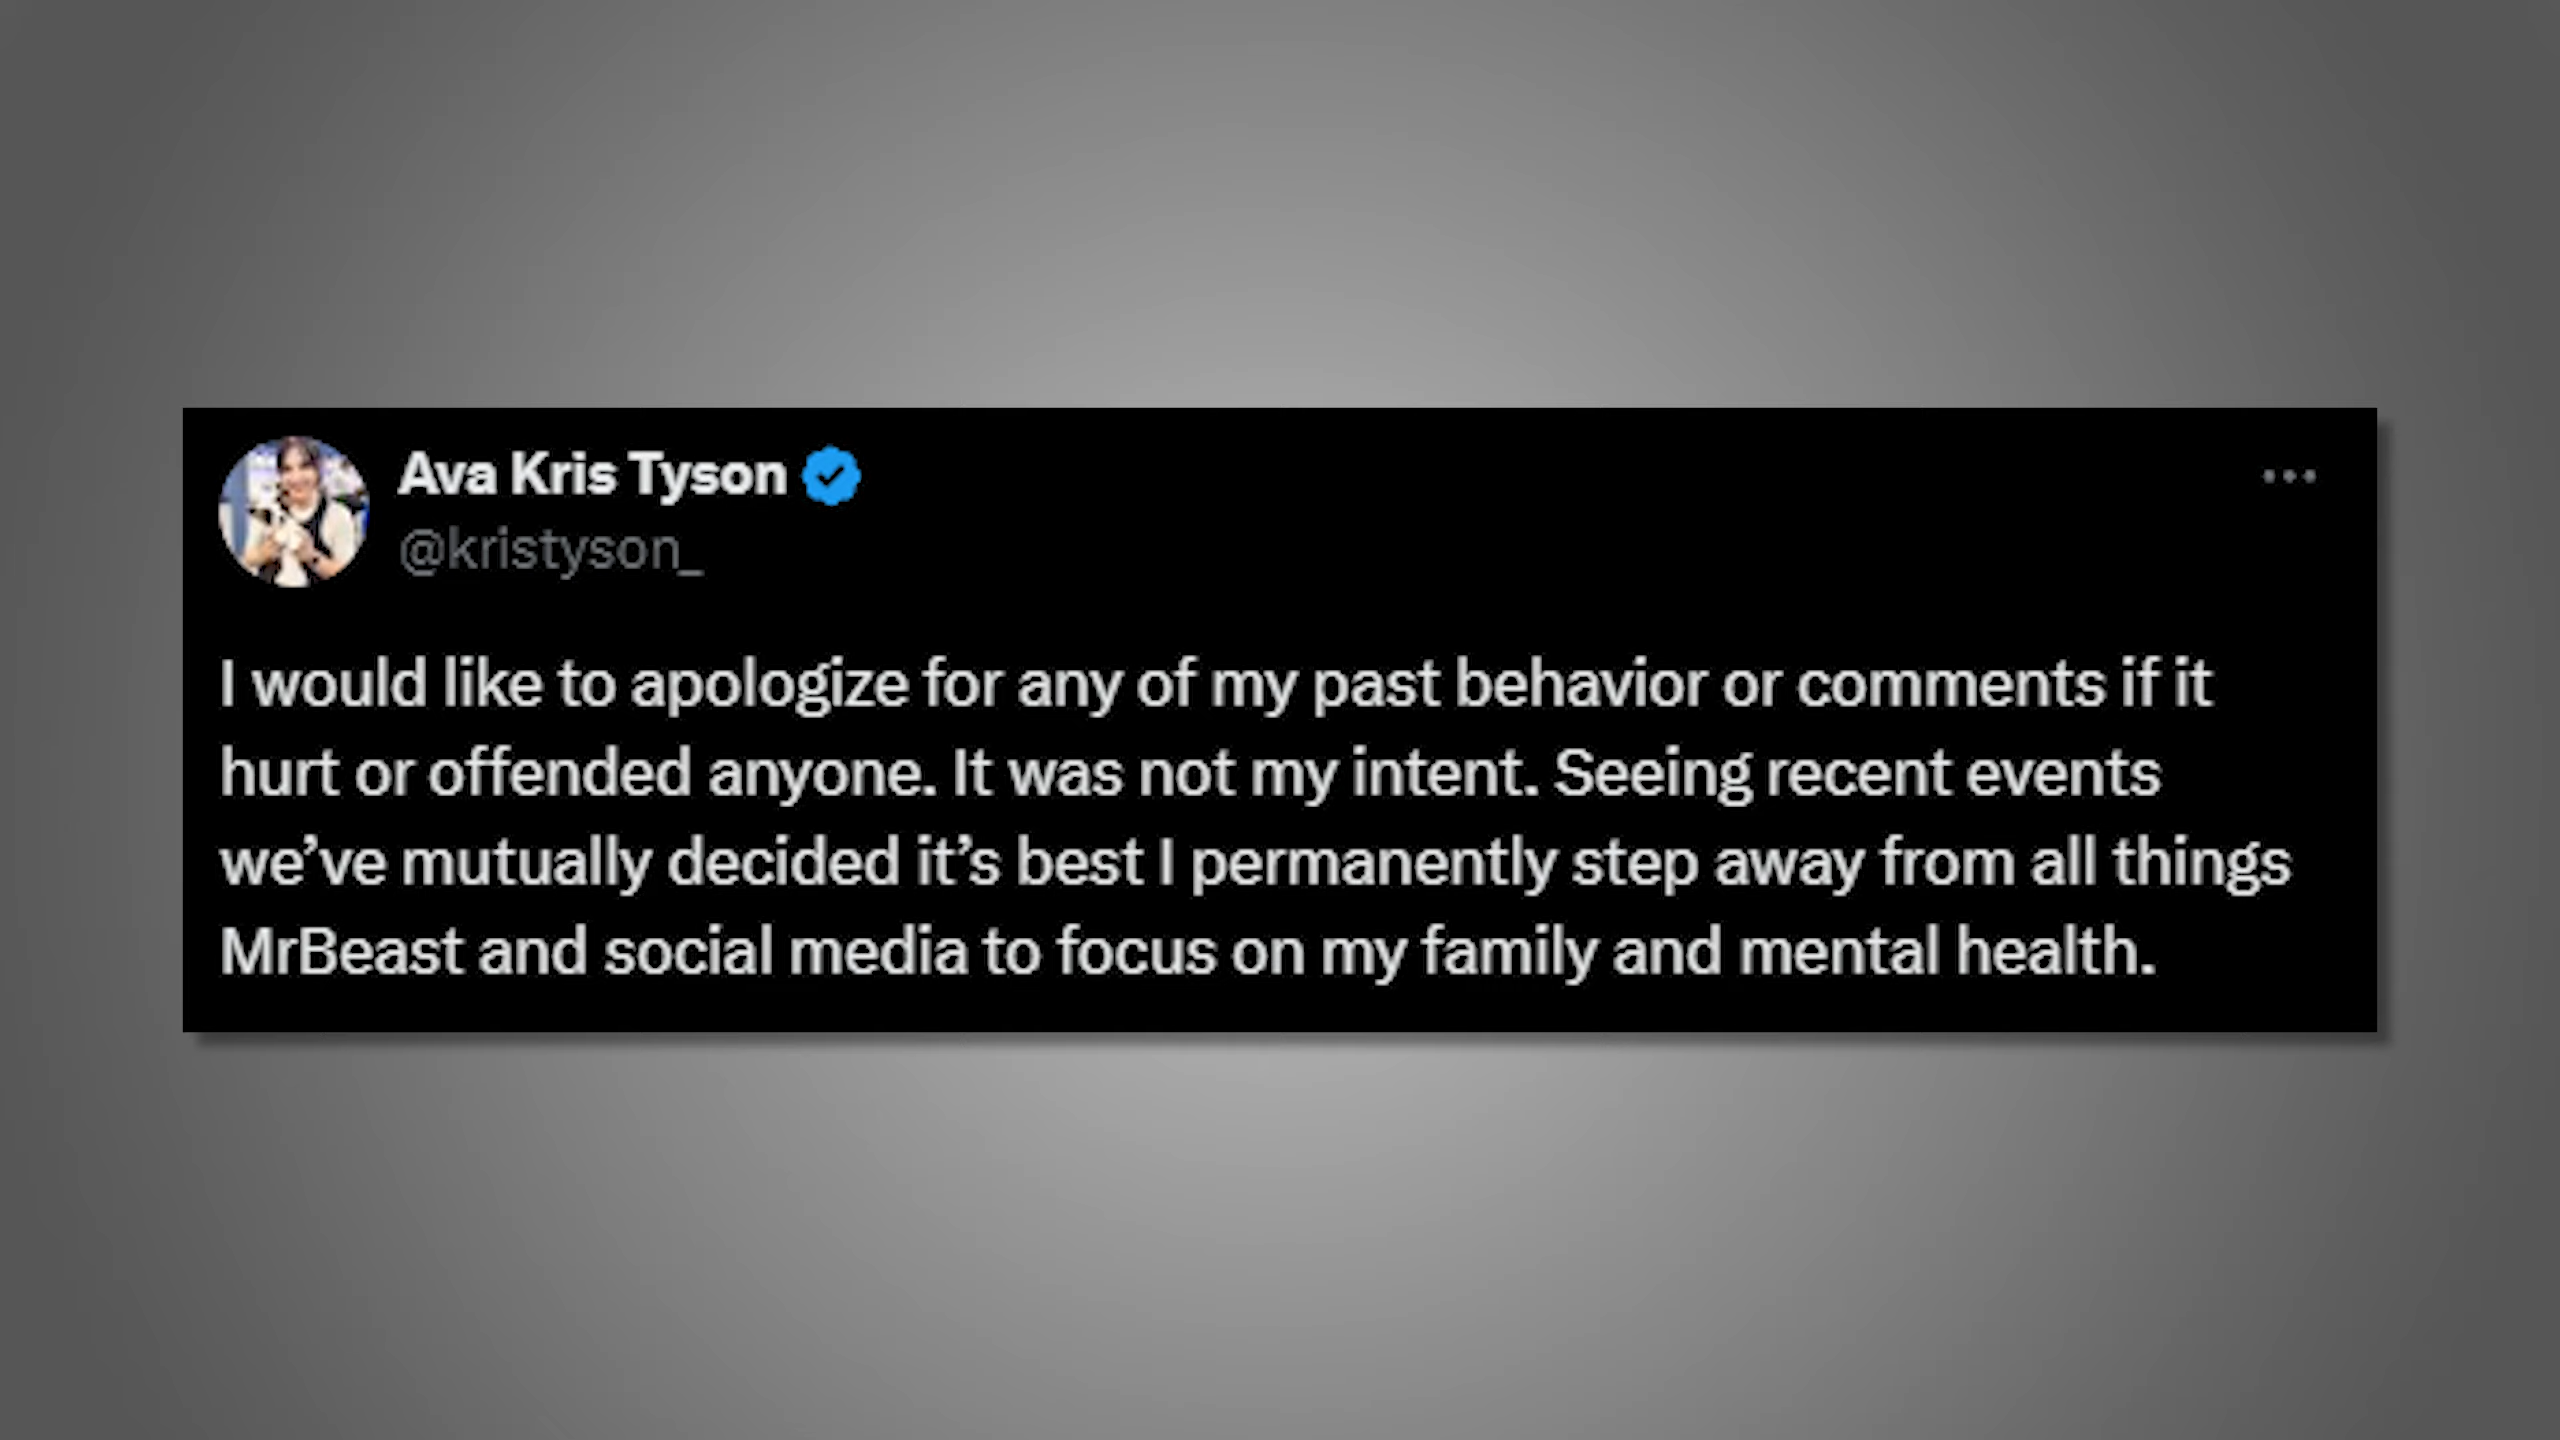 Ava Kris Tyson
@kristyson_
I would like to apologize for any of my past behavior or comments if it
hurt or offended anyone. It was not my intent. Seeing recent events
we’ve mutually decided it’s best I permanently step away from all things
MrBeast and social media to focus on my family and mental health.